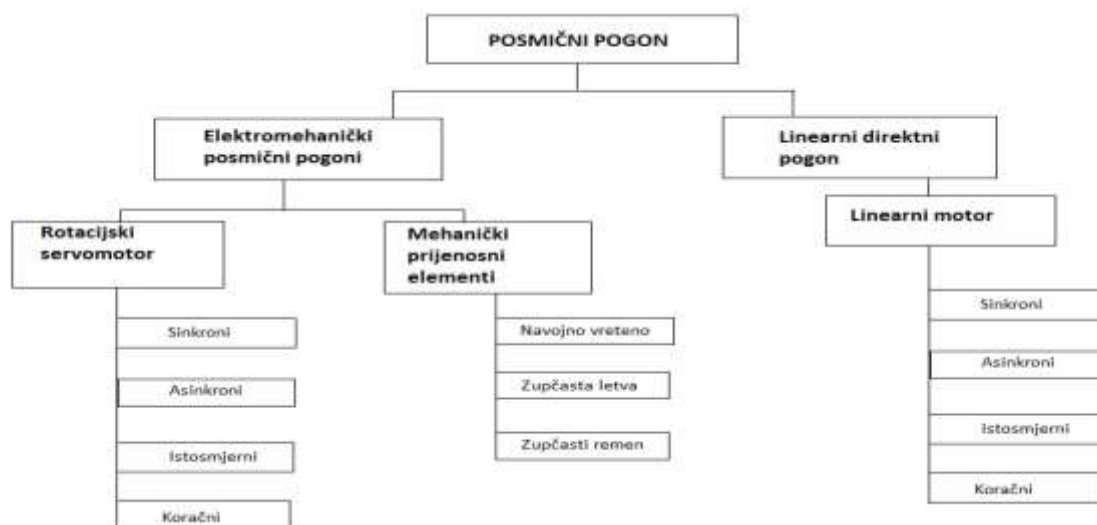 POSMIČNI POGON
Elektromehanički
posmični pogoni
Linearni direktni
pogon
Rotacijski
servomotor
Mehanički
prijenosni
elementi
Linearni motor
Sinkroni
Asinkroni
Istosmjerni
Koračni
Navojno vreteno
Zupčasta letva
Zupčasti remen
Sinkroni
Asinkroni
Istosmjerni
Koračni